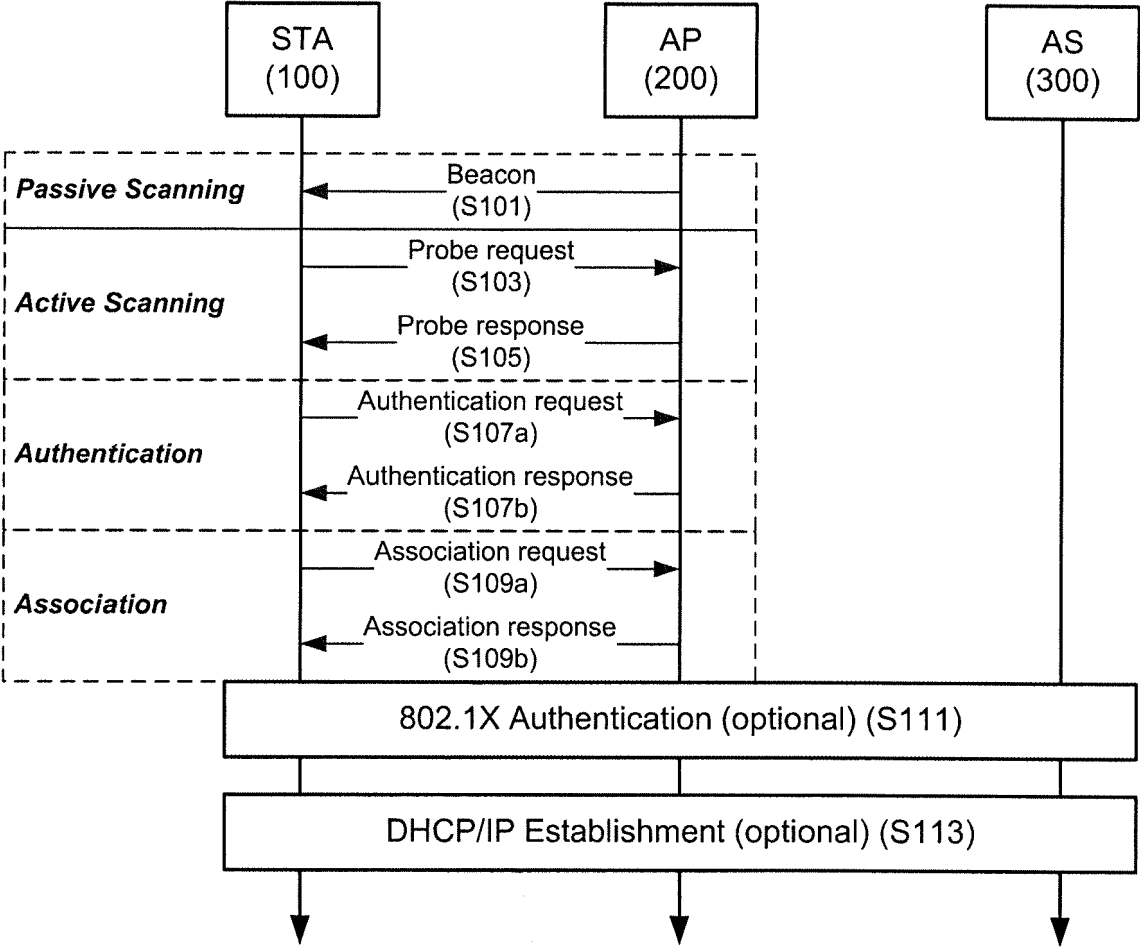 STA
(100)
AP
(200)
AS
(300)
Passive Scanning
Beacon
(S101)
Active Scanning
Probe request
(S103)
Probe response
(S105)
Authentication
Authentication request
(S107a)
Authentication response
(S107b)
Association
Association request
(S109a)
Association response
(S109b)
802.1X Authentication (optional) (S111)
DHCP/IP Establishment (optional) (S113)